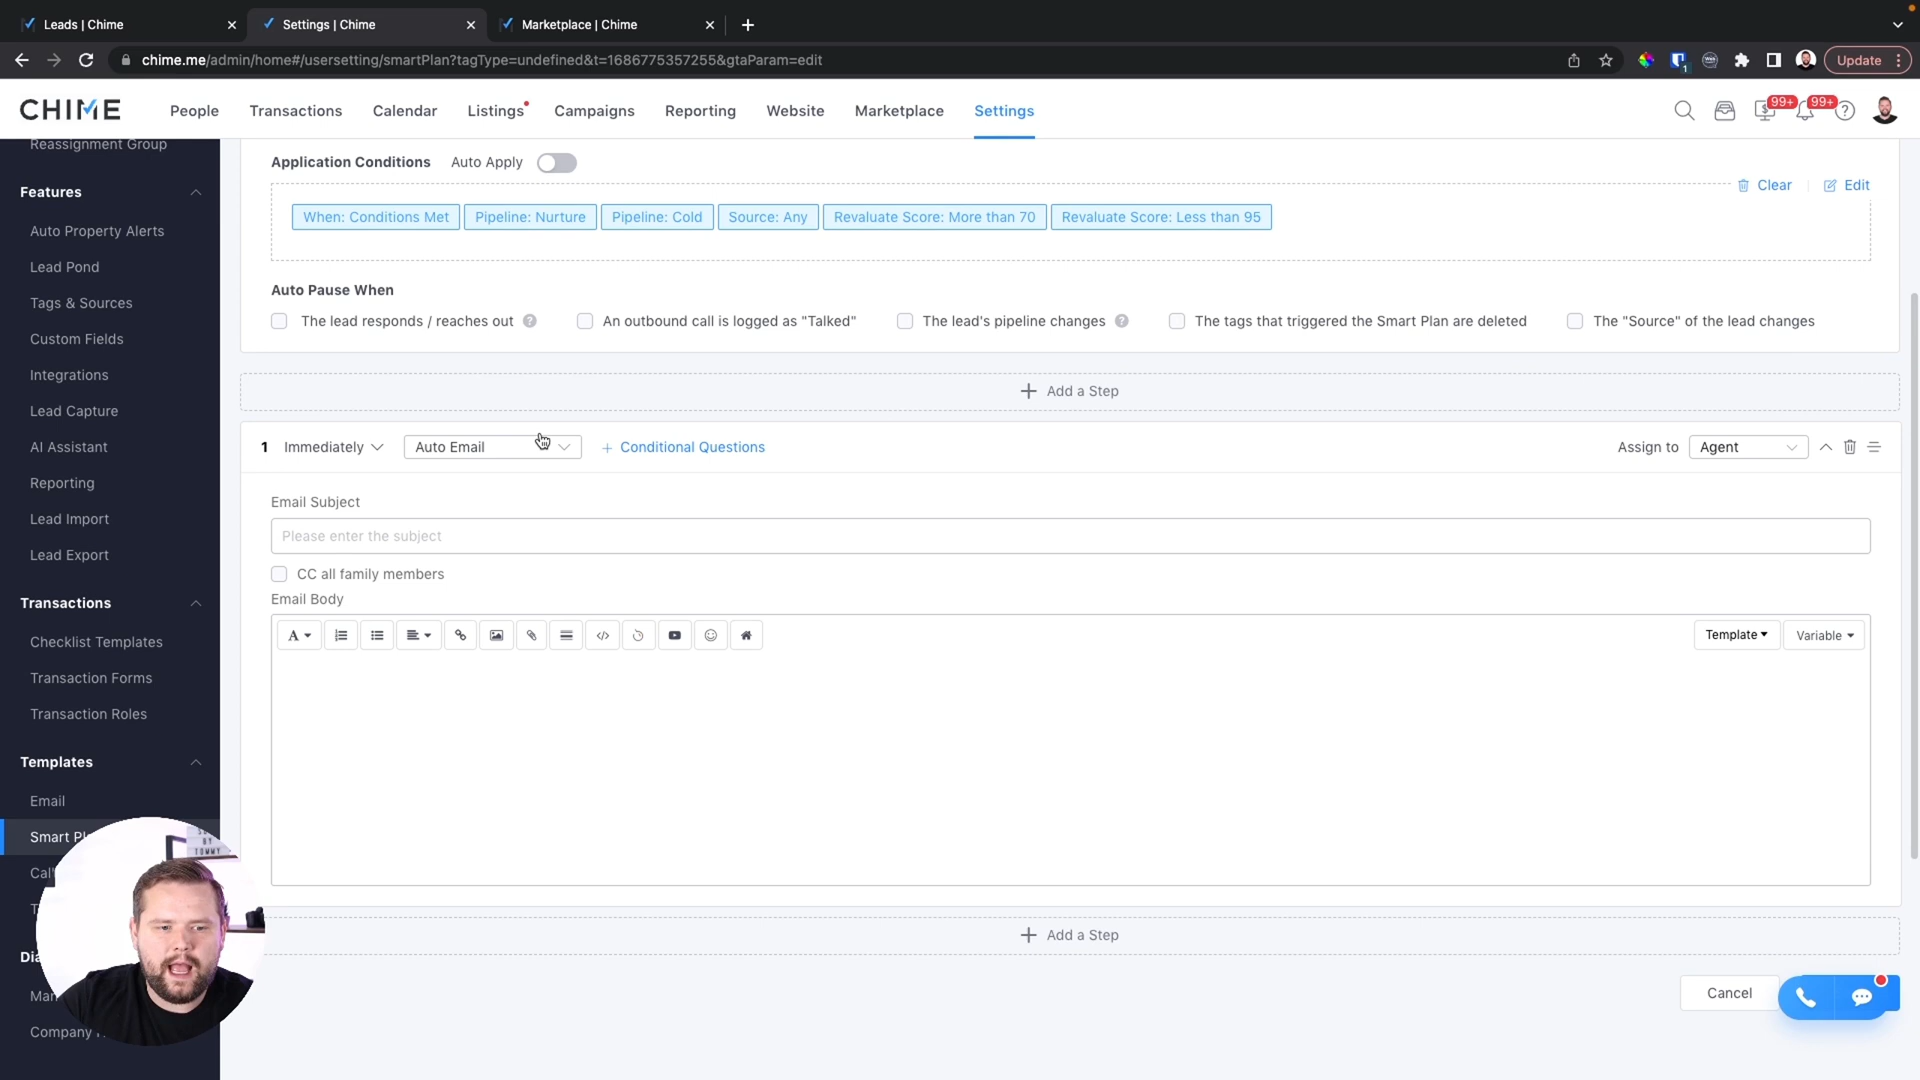 Leads | Chime
Settings | Chime
Marketplace | Chime
chime.me/admin/home#/usersetting/smartPlan?tagType=undefined&t=1686775357255&gtaParam=edit
1
Update
CHIME
People
Transactions
Calendar
Listings
Campaigns
Reporting
Website
Marketplace
Settings
99+
99+
Reassignment Group
Features
Auto Property Alerts
Lead Pond
Tags & Sources
Custom Fields
Integrations
Lead Capture
AI Assistant
Reporting
Lead Import
Lead Export
Transactions
Checklist Templates
Transaction Forms
Transaction Roles
Templates
Email
Smart
Company
Application Conditions
Auto Apply
Clear
Edit
When: Conditions Met
Pipeline: Nurture
Pipeline: Cold
Source: Any
Revaluate Score: More than 70
Revaluate Score: Less than 95
Auto Pause When
The lead responds / reaches out
An outbound call is logged as "Talked"
The lead's pipeline changes
The tags that triggered the Smart Plan are deleted
The "Source" of the lead changes
+ Add a Step
1
Immediately
Auto Email
+ Conditional Questions
Assign to
Agent
Email Subject
Please enter the subject
CC all family members
Email Body
A
Template
Variable
+ Add a Step
Cancel